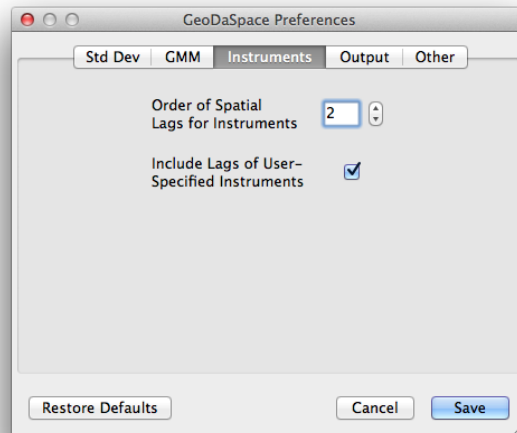 GeoDaSpace Preferences
Std Dev GMM Instruments Output Other
Order of Spatial
Lags for Instruments 2
Include Lags of User-
Specified Instruments
Restore Defaults Cancel Save